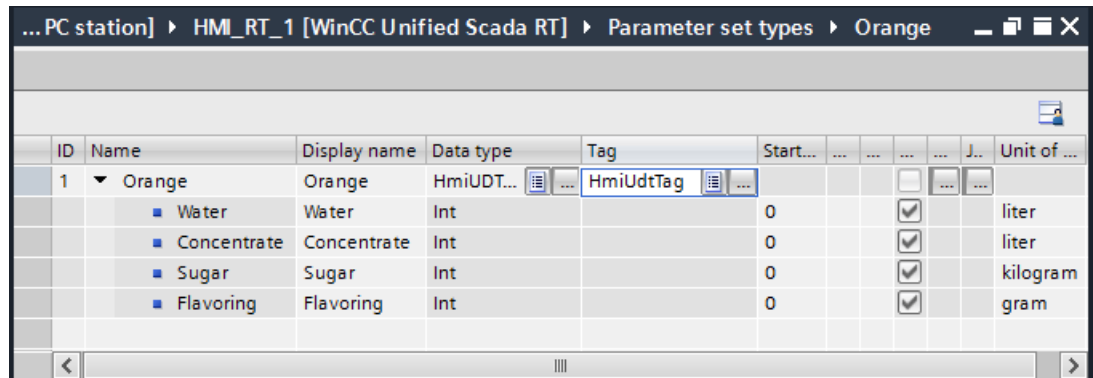 ... PC station] ▸ HMI_RT_1 [WinCC Unified Scada RT] ▸ Parameter set types ▸ Orange
ID Name Display name Data type Tag Start... ... ... ... ... J... Unit of ...
1 Orange Orange HmiUDT... ... HmiUdtTag ... ... ...
Water Water Int 0 liter
Concentrate Concentrate Int 0 liter
Sugar Sugar Int 0 kilogram
Flavoring Flavoring Int 0 gram